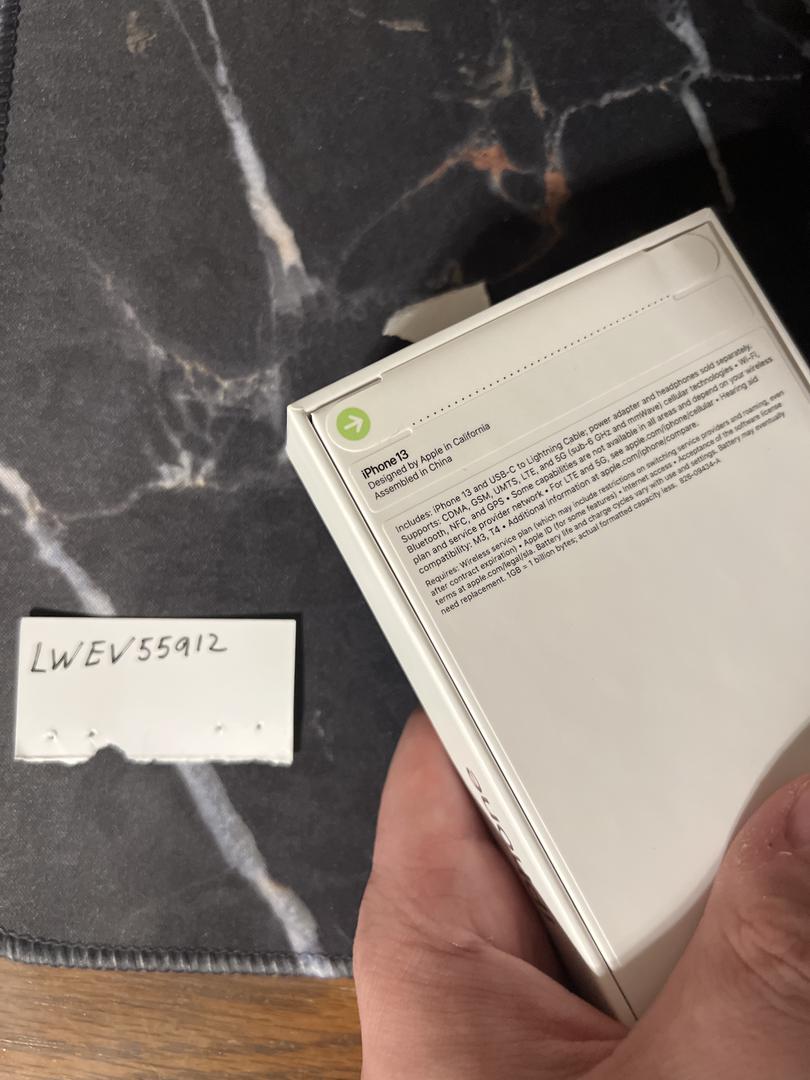 iPhone 13
Designed by Apple in California
Assembled in China
Includes: iPhone 13 and USB-C to Lightning Cable; power adapter and headphones sold separately.
Supports: CDMA, GSM, UMTS, LTE, and 5G (sub-6 GHz and mmWave) cellular technologies • Wi-Fi,
Bluetooth, NFC, and GPS • Some capabilities are not available in all areas and depend on your wireless
plan and service provider network • For LTE and 5G, see apple.com/iphone/cellular • Hearing aid
compatibility: M3, T4 • Additional information at apple.com/iphone/compare.
Requires: Wireless service plan (which may include restrictions on switching service providers and roaming, even
after contract expiration) • Apple ID (for some features) • Internet access • Acceptance of the software license
terms at apple.com/legal/sla. Battery life and charge cycles vary with use and settings. Battery may eventually
need replacement. 1GB = 1 billion bytes; actual formatted capacity less. 928-09434-A
LWEV55912
iPhone